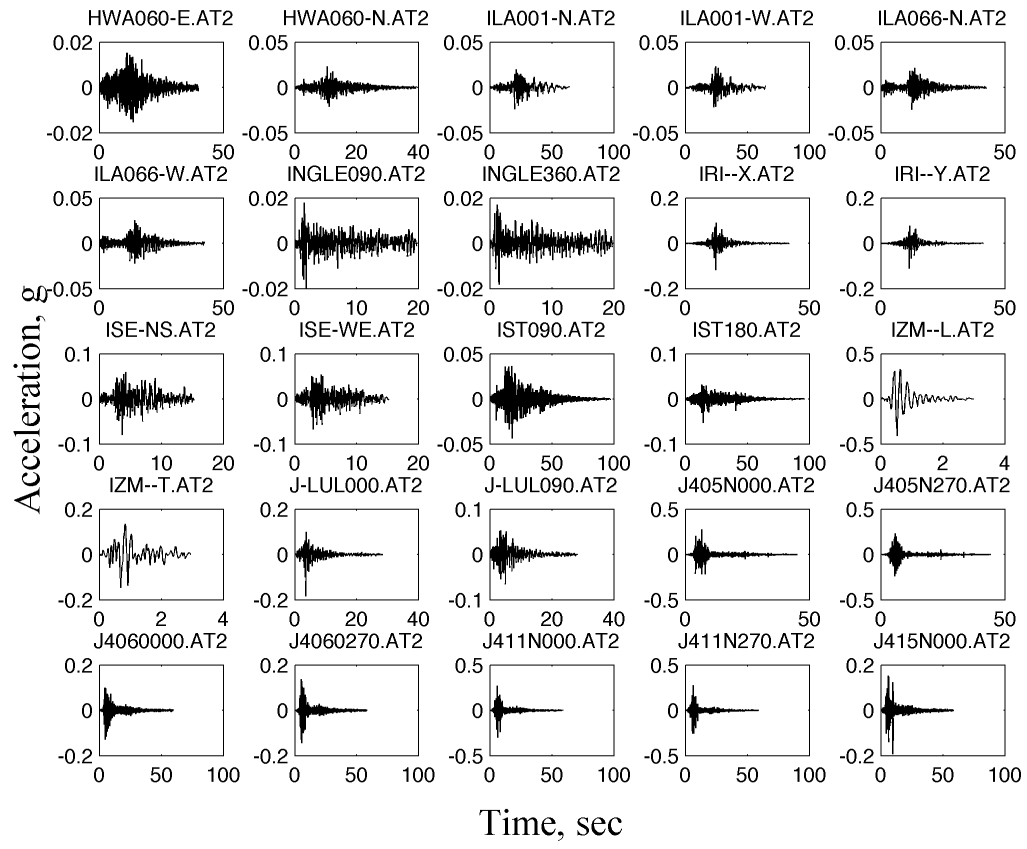 HWA060-E.AT2 HWA060-N.AT2 ILA001-N.AT2 ILA001-W.AT2 ILA066-N.AT2
0.02 0.05 0.05 0.05 0.05
0 0 0 0 0
-0.02 -0.05 -0.05 -0.05 -0.05
0 50 0 20 40 0 50 100 0 50 100 0 50
ILA066-W.AT2 INGLE090.AT2 INGLE360.AT2 IRI--X.AT2 IRI--Y.AT2
0.05 0.02 0.02 0.2 0.2
0 0 0 0 0
-0.05 -0.02 -0.02 -0.2 -0.2
0 50 0 10 20 0 10 20 0 50 0 50
ISE-NS.AT2 ISE-WE.AT2 IST090.AT2 IST180.AT2 IZM--L.AT2
0.1 0.1 0.05 0.1 0.5
0 0 0 0 0
-0.1 -0.1 -0.05 -0.1 -0.5
0 10 20 0 10 20 0 50 100 0 50 100 0 2 4
IZM--T.AT2 J-LUL000.AT2 J-LUL090.AT2 J405N000.AT2 J405N270.AT2
0.2 0.2 0.1 0.5 0.5
0 0 0 0 0
-0.2 -0.2 -0.1 -0.5 -0.5
0 2 4 0 20 40 0 20 40 0 50 0 50
J4060000.AT2 J4060270.AT2 J411N000.AT2 J411N270.AT2 J415N000.AT2
0.2 0.2 0.5 0.5 0.2
0 0 0 0 0
-0.2 -0.2 -0.5 -0.5 -0.2
0 50 100 0 50 100 0 50 100 0 50 100 0 50 100
Acceleration, g
Time, sec